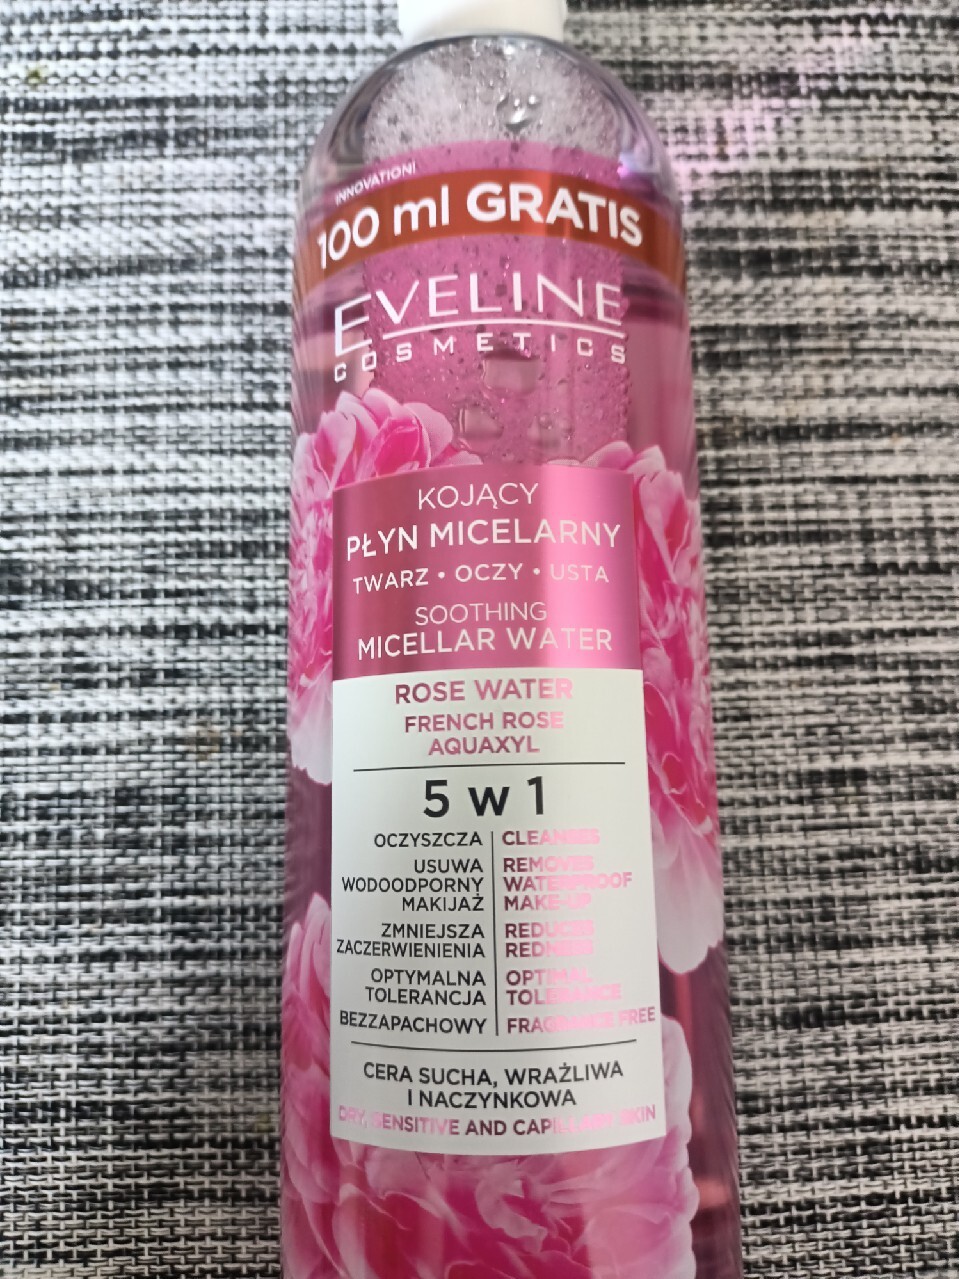 INNOVATION!
100 ml GRATIS
EVELINE
COSMETICS
KOJĄCY
PŁYN MICELARNY
TWARZ • OCZY • USTA
SOOTHING
MICELLAR WATER
ROSE WATER
FRENCH ROSE
AQUAXYL
5 w 1
OCZYSZCZA
CLEANSES
USUWA
WODOODPORNY
MAKIJAŻ
REMOVES
WATERPROOF
MAKE-UP
ZMNIEJSZA
ZACZERWIENIENIA
REDUCES
REDNESS
OPTYMALNA
TOLERANCJA
OPTIMAL
TOLERANCE
BEZZAPACHOWY
FRAGRANCE FREE
CERA SUCHA, WRAŻLIWA
I NACZYNKOWA
DRY, SENSITIVE AND CAPILLARY SKIN